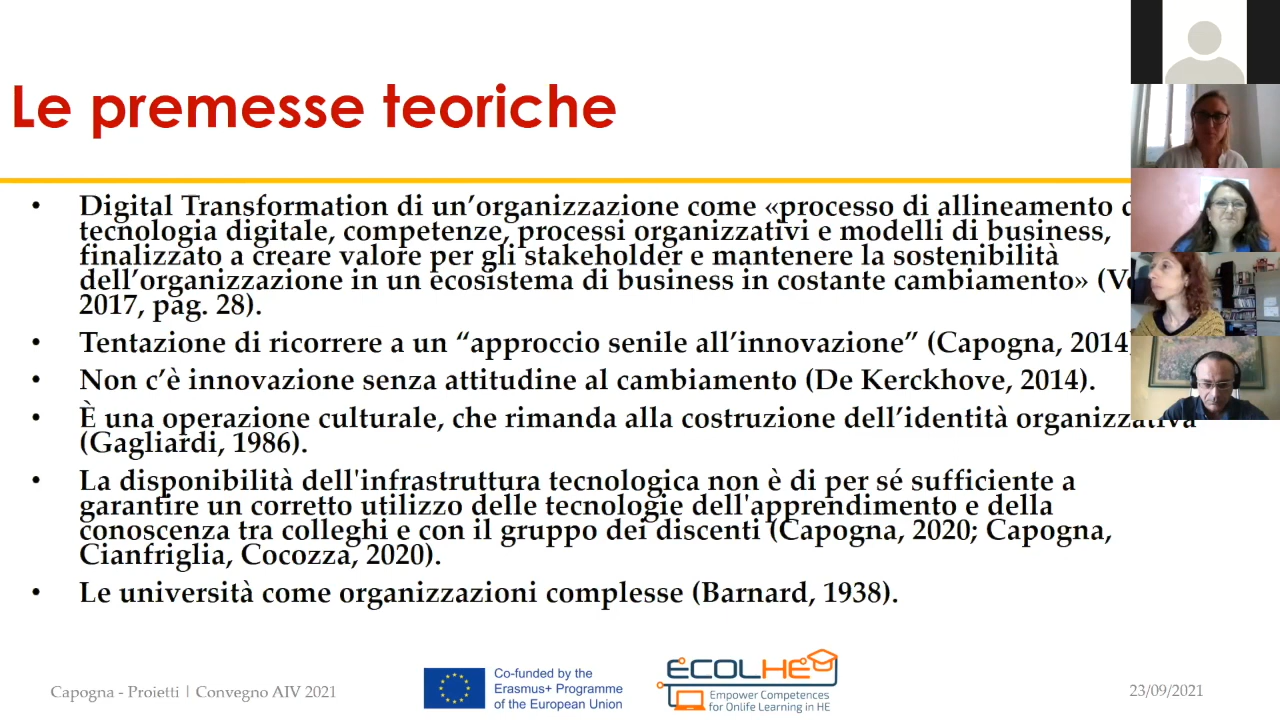 Le premesse teoriche
• Digital Transformation di un’organizzazione come «processo di allineamento
tecnologia digitale, competenze, processi organizzativi e modelli di business,
finalizzato a creare valore per gli stakeholder e mantenere la sostenibilità
dell’organizzazione in un ecosistema di business in costante cambiamento»
2017, pag. 28).
• Tentazione di ricorrere a un “approccio senile all’innovazione” (Capogna, 2014)
• Non c’è innovazione senza attitudine al cambiamento (De Kerckhove, 2014).
• È una operazione culturale, che rimanda alla costruzione dell’identità organizzativa
(Gagliardi, 1986).
• La disponibilità dell'infrastruttura tecnologica non è di per sé sufficiente a
garantire un corretto utilizzo delle tecnologie dell'apprendimento e della
conoscenza tra colleghi e con il gruppo dei discenti (Capogna, 2020; Capogna,
Cianfriglia, Cocozza, 2020).
• Le università come organizzazioni complesse (Barnard, 1938).
Capogna - Proietti | Convegno AIV 2021
Co-funded by the
Erasmus+ Programme
of the European Union
ECOLHE
Empower Competences
for Onlife Learning in HE
23/09/2021